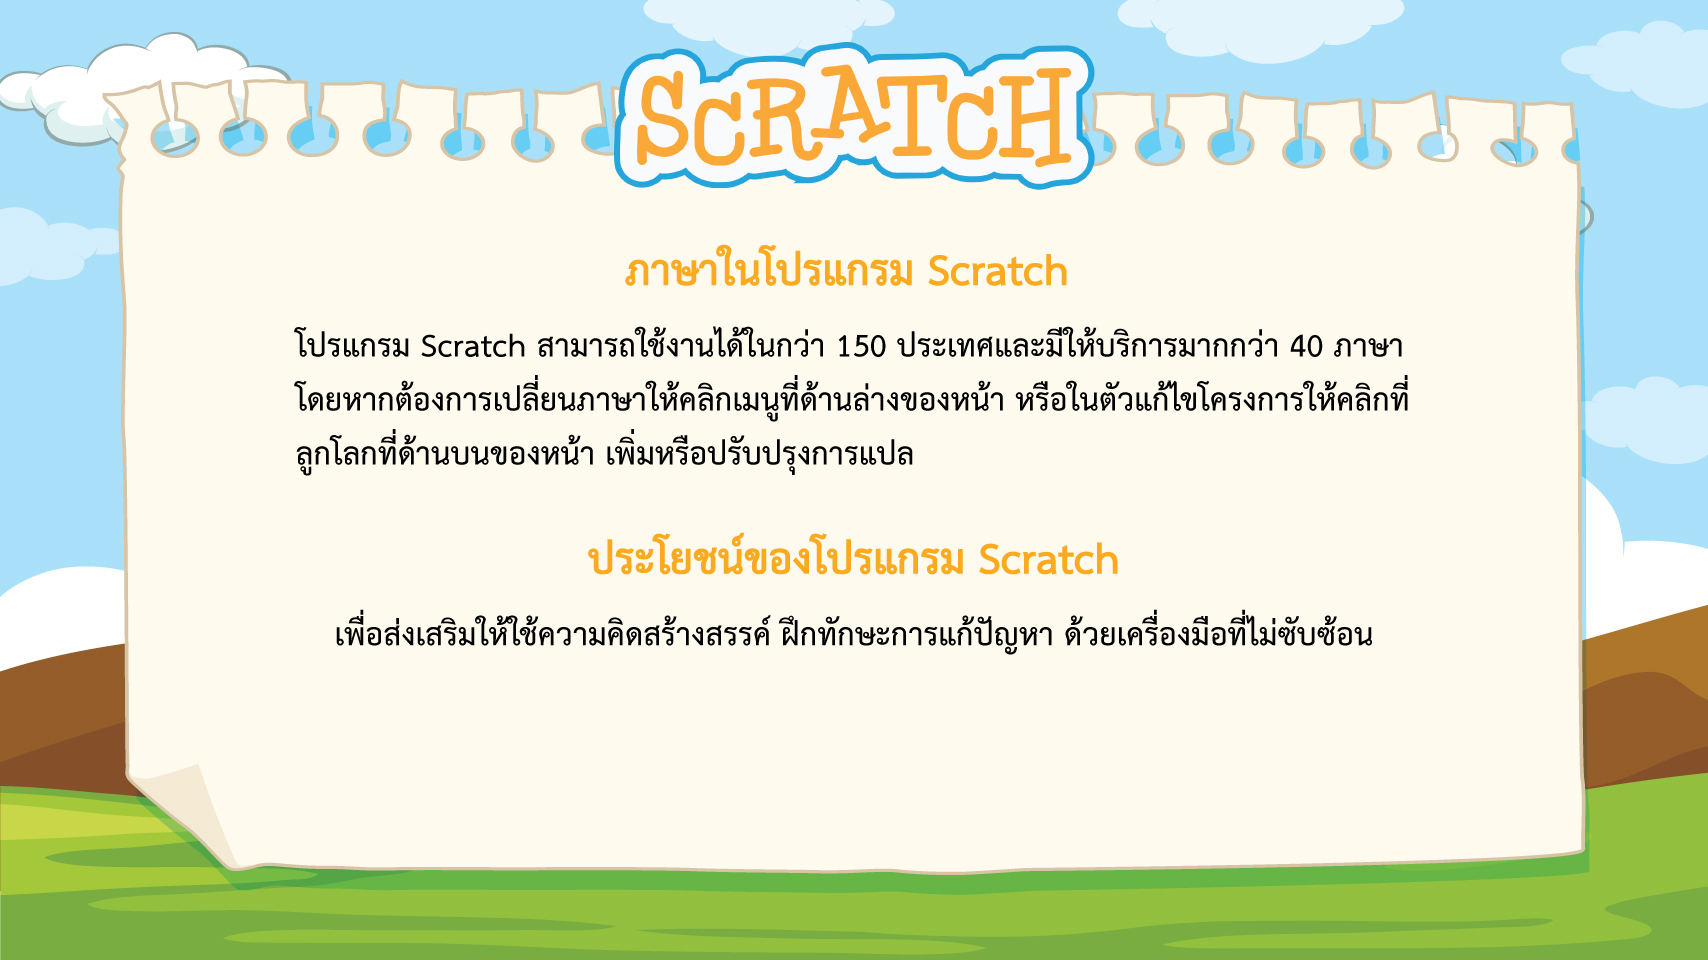 SCRATCH
ภาษาในโปรแกรม Scratch
โปรแกรม Scratch สามารถใช้งานได้ในกว่า 150 ประเทศและมีให้บริการมากกว่า 40 ภาษา
โดยหากต้องการเปลี่ยนภาษาให้คลิกเมนูที่ด้านล่างของหน้า หรือในตัวแก้ไขโครงการให้คลิกที่
ลูกโลกที่ด้านบนของหน้า เพิ่มหรือปรับปรุงการแปล
ประโยชน์ของโปรแกรม Scratch
เพื่อส่งเสริมให้ใช้ความคิดสร้างสรรค์ ฝึกทักษะการแก้ปัญหา ด้วยเครื่องมือที่ไม่ซับซ้อน